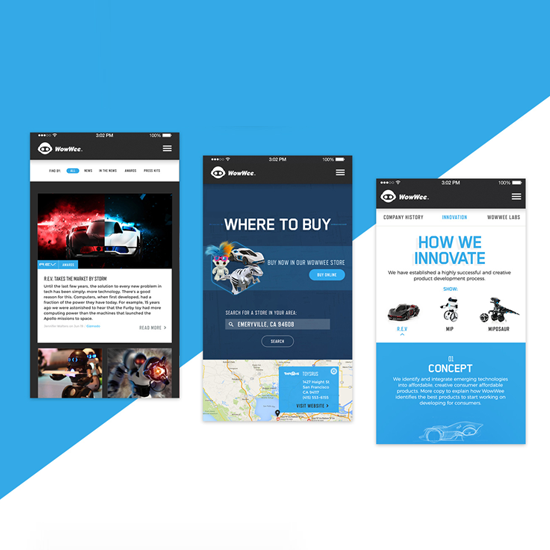 3:02 PM
100%
WowWee
FIND BY:
ALL
NEWS
IN THE NEWS
AWARDS
PRESS KITS
AWARDS
R.E.V. TAKES THE MARKET BY STORM
Until the last few years, the solution to every new problem in
tech has been simply, more technology. There's a good
reason for this. Computers, when first developed, had a
fraction of the power they have today. For example, 15 years
ago we were astonished to hear that the Furby toy had more
computing power than the machines that launched the
Apollo missions to space.
READ MORE >
3:02 PM
100%
WowWee
WHERE TO BUY
BUY NOW IN OUR WOWWEE STORE
BUY ONLINE
SEARCH FOR A STORE IN YOUR AREA:
EMERYVILLE, CA 94608
SEARCH
TOYSRUS
1427 Haight St
San Francisco
CA 94117
VISIT WEBSITE >
3:02 PM
100%
WowWee
COMPANY HISTORY
INNOVATION
WOWWEE LABS
HOW WE
INNOVATE
We have established a highly successful and creative
product development process.
SHOW:
R.E.V
MIP
MIPOSAUR
01
CONCEPT
We identify and integrate emerging technologies
into affordable, creative consumer affordable
products. More copy to explain how WowWee
identifies the best products to start working on
developing for consumers.